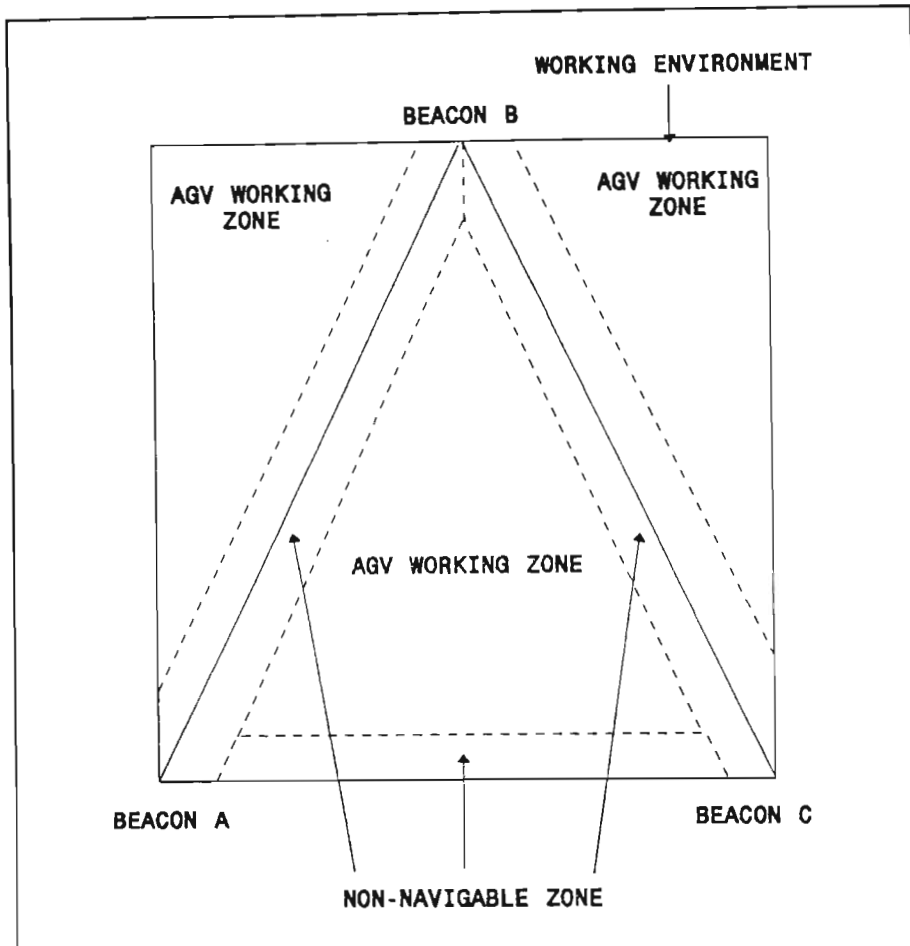 WORKING ENVIRONMENT
BEACON B
AGV WORKING
ZONE
AGV WORKING
ZONE
AGV WORKING ZONE
BEACON A
BEACON C
NON-NAVIGABLE ZONE